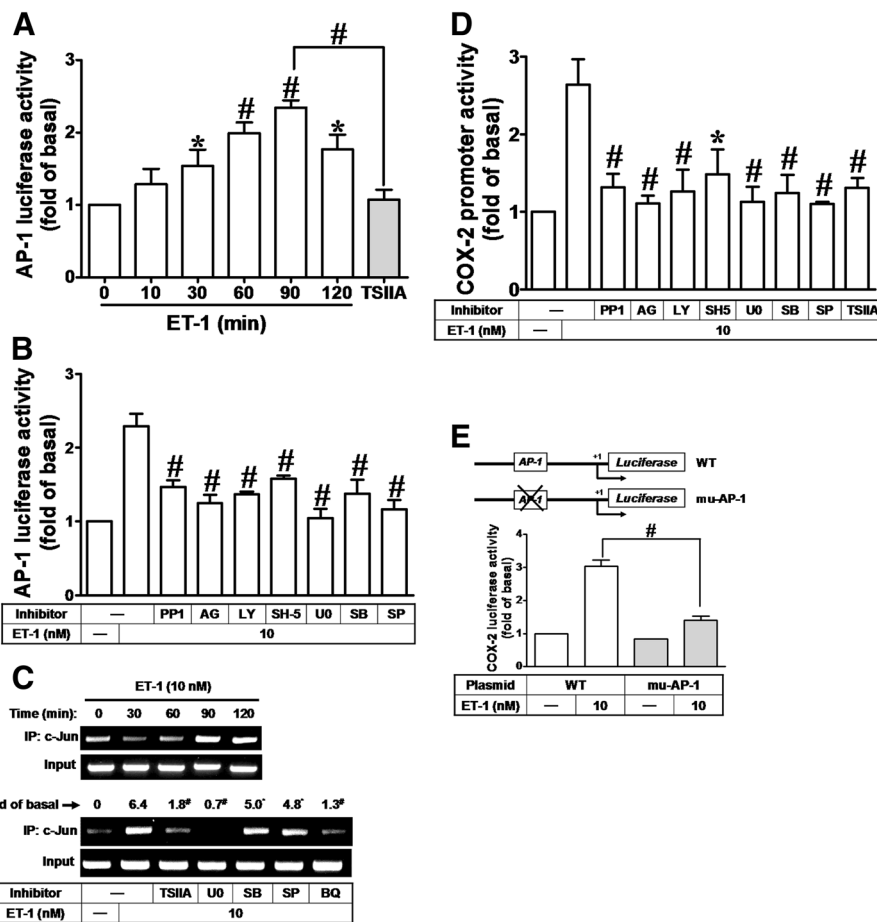 A
AP-1 luciferase activity
(fold of basal)
3
2
1
0
#
*
#
#
*
0 10 30 60 90 120 TSIIA
ET-1 (min)
B
AP-1 luciferase activity
(fold of basal)
3
2
1
0
# # # # # # #
Inhibitor — PP1 AG LY SH-5 U0 SB SP
ET-1 (nM) — 10
C
ET-1 (10 nM)
Time (min): 0 30 60 90 120
IP: c-Jun
Input
d of basal → 0 6.4 1.8# 0.7# 5.0* 4.8* 1.3#
IP: c-Jun
Input
Inhibitor — TSIIA U0 SB SP BQ
ET-1 (nM) — 10
D
COX-2 promoter activity
(fold of basal)
3
2
1
0
# # # * # # # #
Inhibitor — PP1 AG LY SH5 U0 SB SP TSIIA
ET-1 (nM) — 10
E
AP-1 +1 Luciferase WT
AP-1 +1 Luciferase mu-AP-1
COX-2 luciferase activity
(fold of basal)
4
3
2
1
0
#
Plasmid WT mu-AP-1
ET-1 (nM) — 10 — 10